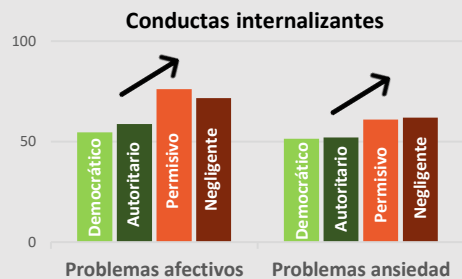 Conductas internalizantes
100
50
0
Democrático
Autoritario
Permisivo
Negligente
Democrático
Autoritario
Permisivo
Negligente
Problemas afectivos
Problemas ansiedad